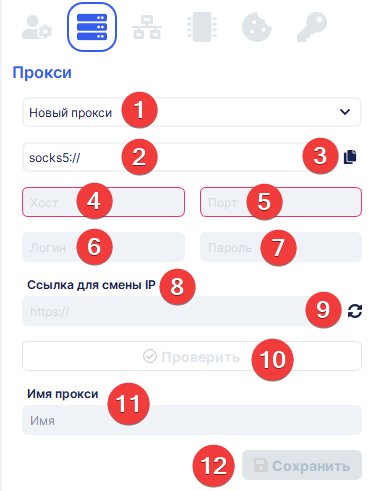 Прокси
Новый прокси 1
socks5:// 2 3
Хост 4 Порт 5
Логин 6 Пароль 7
Ссылка для смены IP 8
https:// 9
Проверить 10
Имя прокси 11
Имя
12 Сохранить